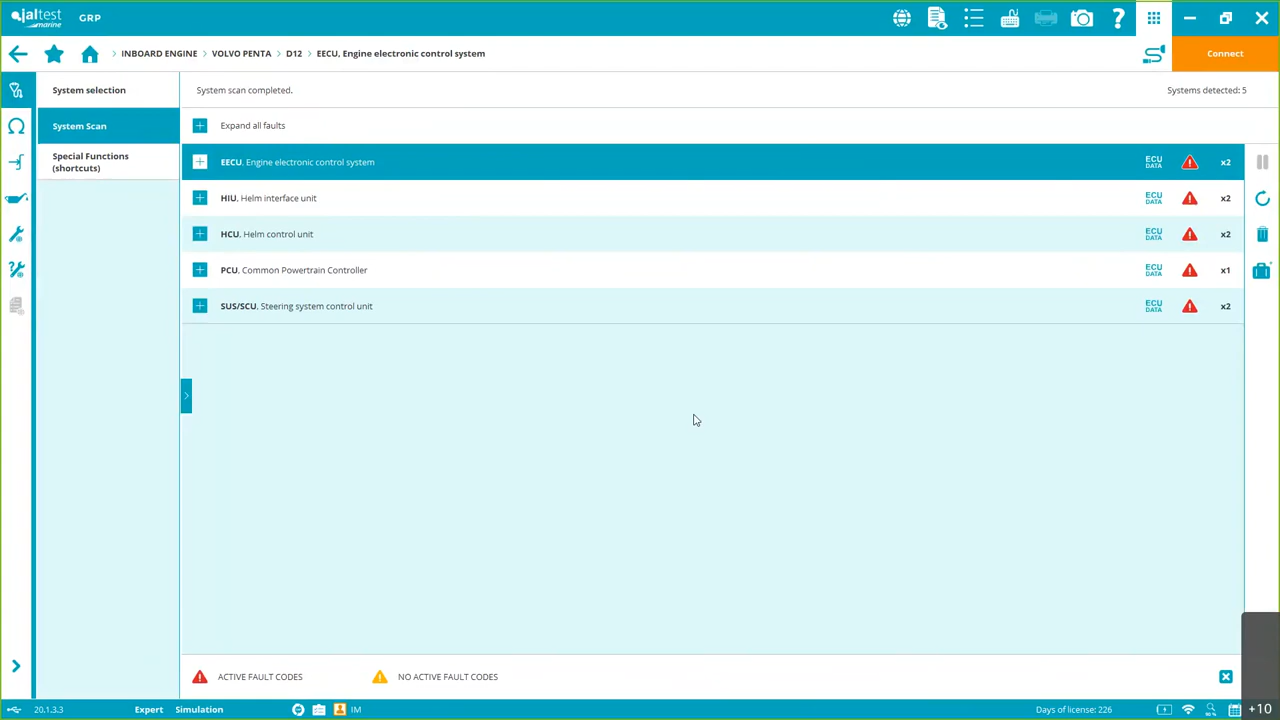 jaltest
marine
GRP
INBOARD ENGINE > VOLVO PENTA > D12 > EECU, Engine electronic control system
Connect
System selection
System scan completed.
Systems detected: 5
System Scan
Expand all faults
Special Functions
(shortcuts)
EECU. Engine electronic control system
ECU
DATA
x2
HIU. Helm interface unit
ECU
DATA
x2
HCU. Helm control unit
ECU
DATA
x2
PCU. Common Powertrain Controller
ECU
DATA
x1
SUS/SCU. Steering system control unit
ECU
DATA
x2
ACTIVE FAULT CODES
NO ACTIVE FAULT CODES
20.1.3.3
Expert
Simulation
IM
Days of license: 226
+10